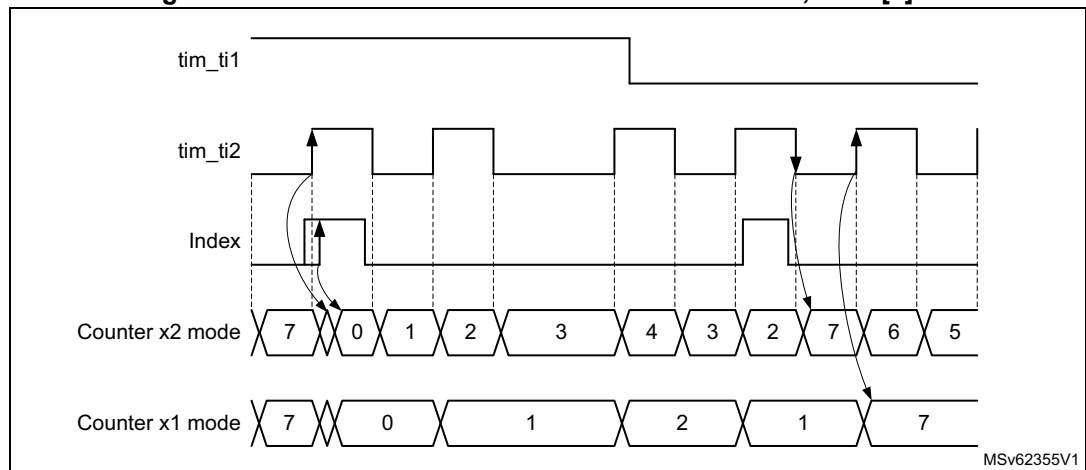 tim_ti1
tim_ti2
Index
Counter x2 mode 7 0 1 2 3 4 3 2 7 6 5
Counter x1 mode 7 0 1 2 1 7
MSv62355V1